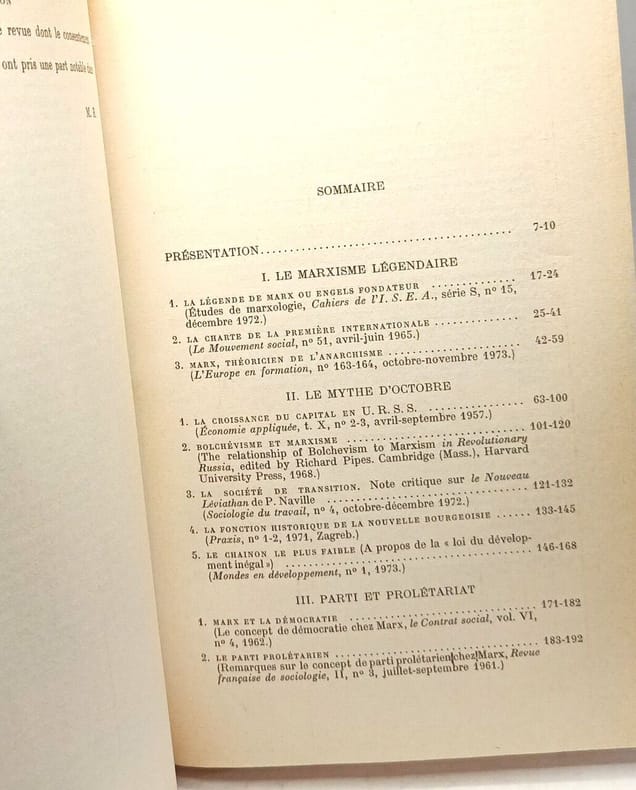 ON
revue dont le
ont pris une part notable
SOMMAIRE
PRÉSENTATION........................................ 7-10
I. LE MARXISME LÉGENDAIRE
1. LA LÉGENDE DE MARX OU ENGELS FONDATEUR .............. 17-24
(Études de marxologie, Cahiers de l'I. S. E. A., série S, nº 15,
décembre 1972.)
2. LA CHARTE DE LA PREMIÈRE INTERNATIONALE .............. 25-41
(Le Mouvement social, nº 51, avril-juin 1965.)
3. MARX, THÉORICIEN DE L'ANARCHISME .................... 42-59
(L'Europe en formation, nº 163-164, octobre-novembre 1973.)
II. LE MYTHE D'OCTOBRE
1. LA CROISSANCE DU CAPITAL EN U. R. S. S. ................ 63-100
(Économie appliquée, t. X, nº 2-3, avril-septembre 1957.)
2. BOLCHÉVISME ET MARXISME ............................ 101-120
(The relationship of Bolchevism to Marxism in Revolutionary
Russia, edited by Richard Pipes. Cambridge (Mass.), Harvard
University Press, 1968.)
3. LA SOCIÉTÉ DE TRANSITION. Note critique sur le Nouveau
Léviathan de P. Naville .............................. 121-132
(Sociologie du travail, nº 4, octobre-décembre 1972.)
4. LA FONCTION HISTORIQUE DE LA NOUVELLE BOURGEOISIE ...... 133-145
(Praxis, nº 1-2, 1971, Zagreb.)
5. LE CHAINON LE PLUS FAIBLE (A propos de la « loi du dévelop-
ment inégal ») ...................................... 146-168
(Mondes en développement, nº 1, 1973.)
III. PARTI ET PROLÉTARIAT
1. MARX ET LA DÉMOCRATIE .............................. 171-182
(Le concept de démocratie chez Marx, le Contrat social, vol. VI,
nº 4, 1962.)
2. LE PARTI PROLÉTARIEN ................................ 183-192
(Remarques sur le concept de parti prolétarien chez Marx, Revue
française de sociologie, II, nº 3, juillet-septembre 1961.)